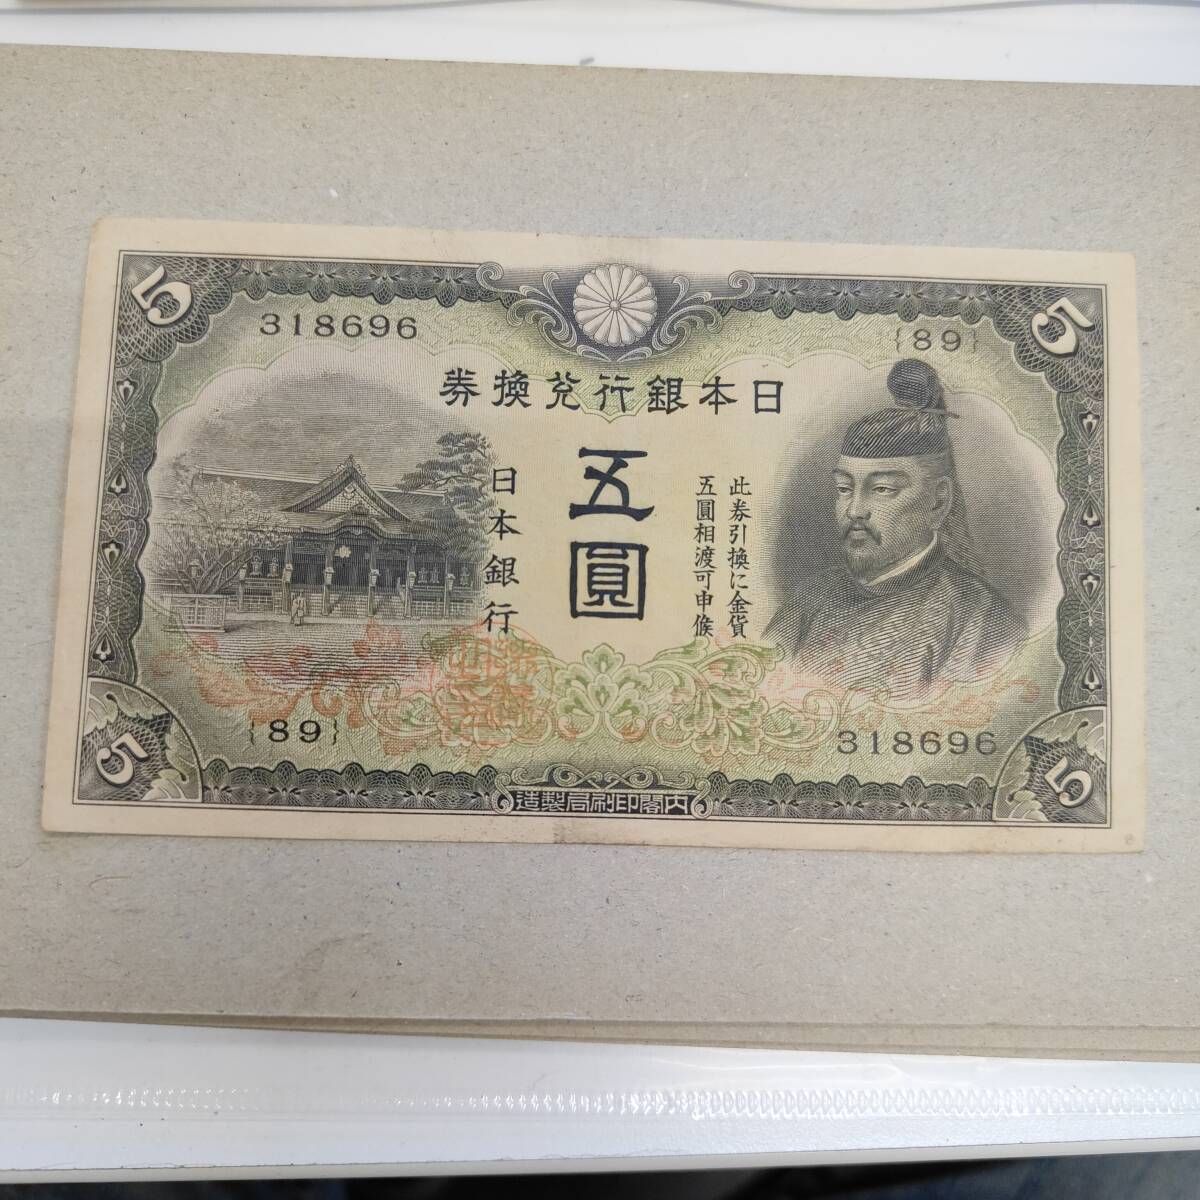 5
318696
{89}
5
日本銀行兌換券
五圓
此券引換に金貨
五圓相渡可申候
日本銀行
{89}
318696
5
内閣印刷局製造
5